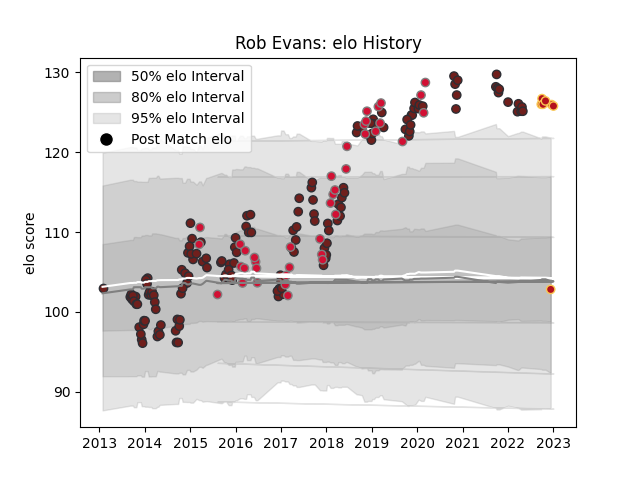 Rob Evans: elo History
50% elo Interval
80% elo Interval
95% elo Interval
Post Match elo
elo score
130
120
110
100
90
2013 2014 2015 2016 2017 2018 2019 2020 2021 2022 2023